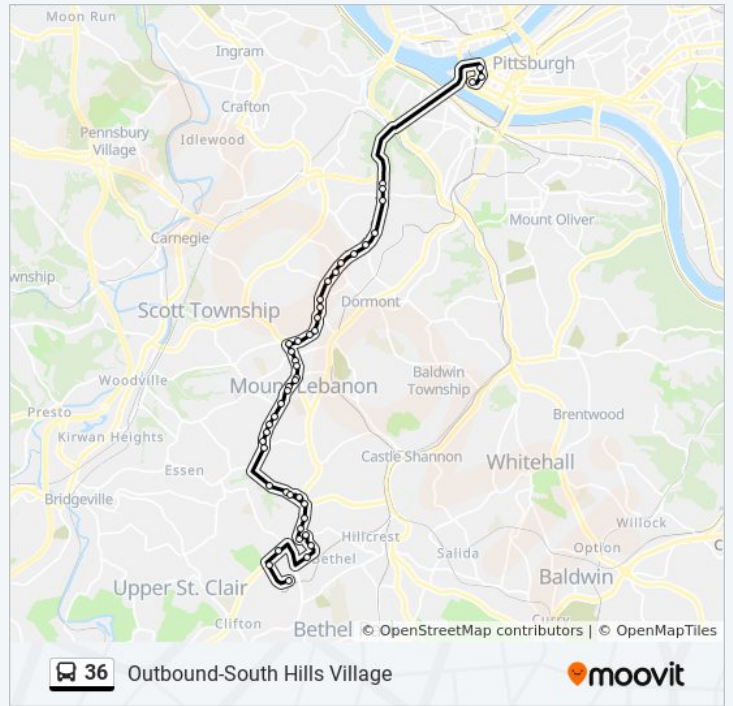 Moon Run
Ingram
Pittsburgh
Crafton
Pennsbury
Village
Idlewood
Mount Oliver
Carnegie
wnship
Scott Township
Dormont
Woodville
Mount Lebanon
Baldwin
Township
Presto
Brentwood
Kirwan Heights
Castle Shannon
Whitehall
Essen
Bridgeville
Willock
Hillcrest
Option
C
Bethel
Salida
Baldwin
Upper St. Clair
Clifton
Curry
Bethel
© OpenStreetMap contributors | © OpenMapTiles
36 Outbound-South Hills Village
moovit